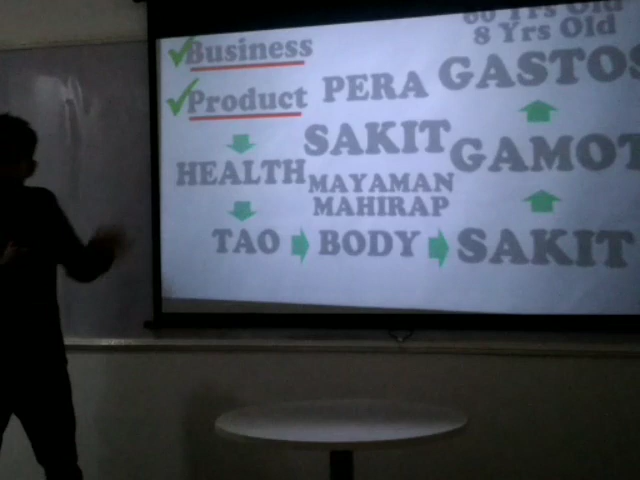 Business
Product
HEALTH
TAO
PERA
SAKIT
MAYAMAN
MAHIRAP
BODY
60 Yrs Old
8 Yrs Old
GASTOS
GAMOT
SAKIT